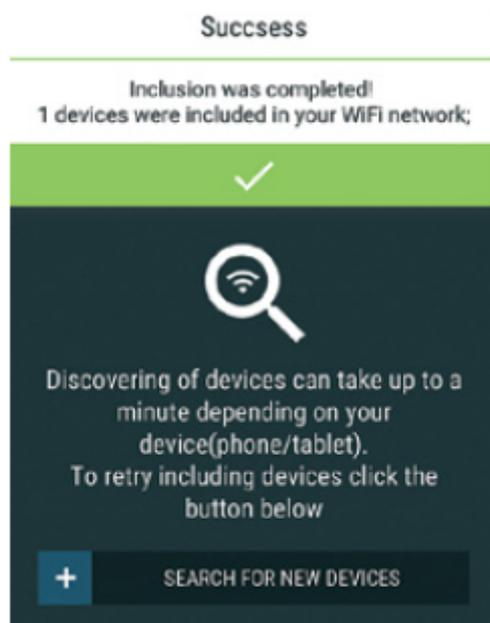 Succsess
Inclusion was completed!
1 devices were included in your WiFi network;
Discovering of devices can take up to a
minute depending on your
device(phone/tablet).
To retry including devices click the
button below
+ SEARCH FOR NEW DEVICES